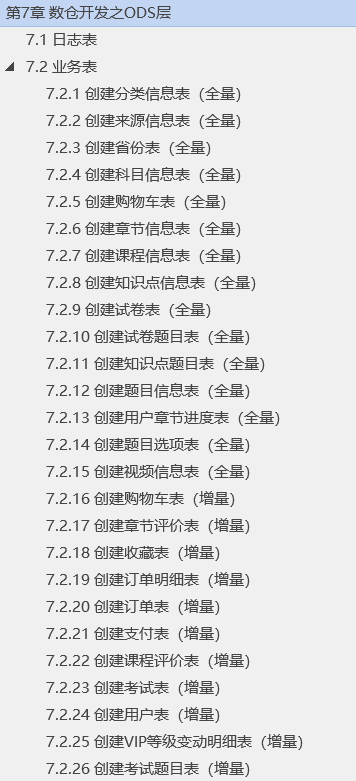 第7章 数仓开发之ODS层
7.1 日志表
7.2 业务表
7.2.1 创建分类信息表（全量）
7.2.2 创建来源信息表（全量）
7.2.3 创建省份表（全量）
7.2.4 创建科目信息表（全量）
7.2.5 创建购物车表（全量）
7.2.6 创建章节信息表（全量）
7.2.7 创建课程信息表（全量）
7.2.8 创建知识点信息表（全量）
7.2.9 创建试卷表（全量）
7.2.10 创建试卷题目表（全量）
7.2.11 创建知识点题目表（全量）
7.2.12 创建题目信息表（全量）
7.2.13 创建用户章节进度表（全量）
7.2.14 创建题目选项表（全量）
7.2.15 创建视频信息表（全量）
7.2.16 创建购物车表（增量）
7.2.17 创建章节评价表（增量）
7.2.18 创建收藏表（增量）
7.2.19 创建订单明细表（增量）
7.2.20 创建订单表（增量）
7.2.21 创建支付表（增量）
7.2.22 创建课程评价表（增量）
7.2.23 创建考试表（增量）
7.2.24 创建用户表（增量）
7.2.25 创建VIP等级变动明细表（增量）
7.2.26 创建考试题目表（增量）